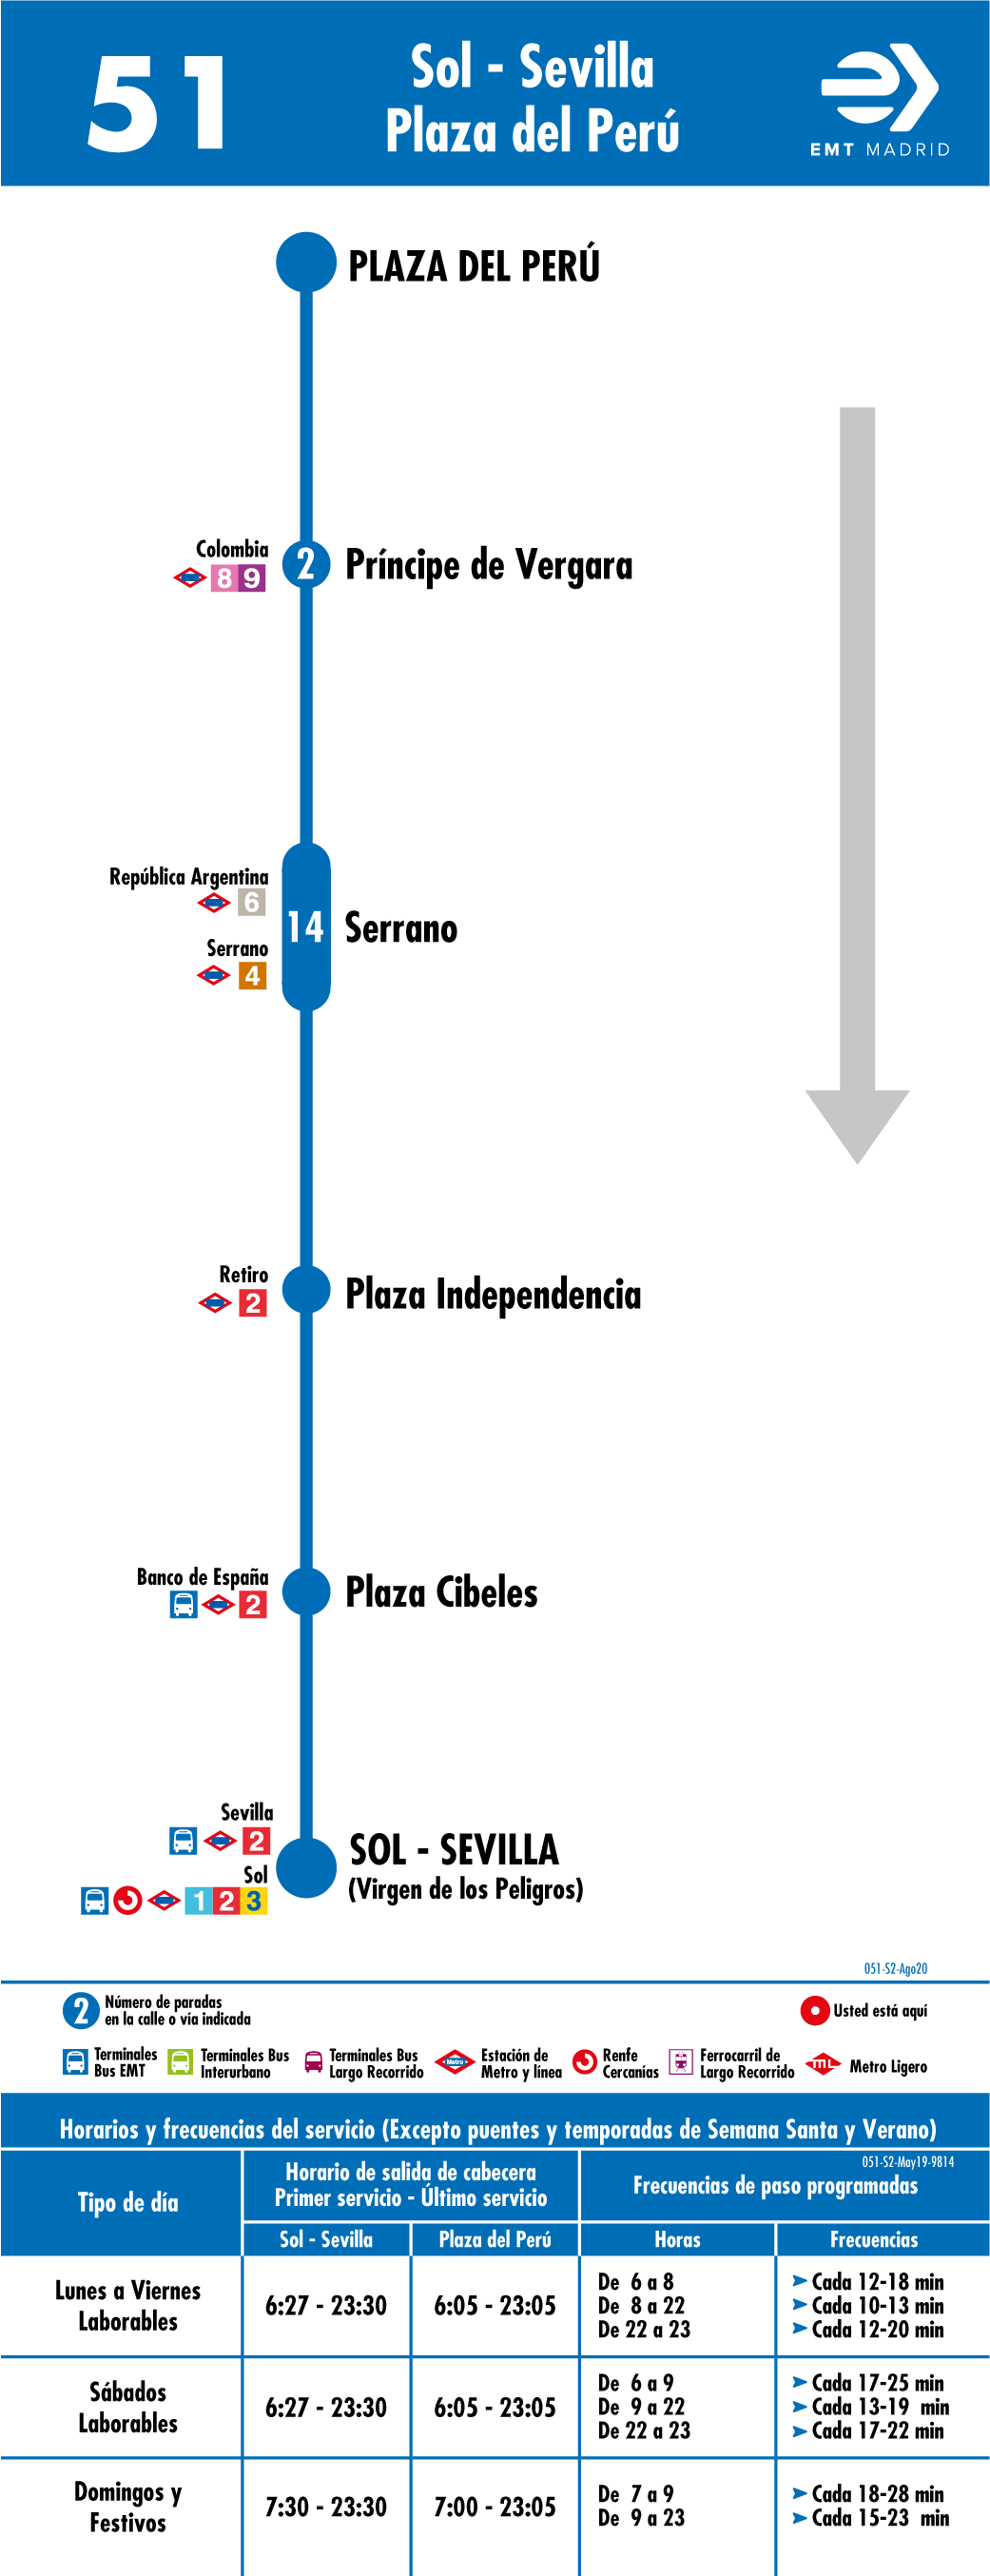 51
Sol - Sevilla
Plaza del Perú
EMT MADRID
PLAZA DEL PERÚ
Colombia
8 9
2
Príncipe de Vergara
República Argentina
6
14
Serrano
Serrano
4
Retiro
2
Plaza Independencia
Banco de España
2
Plaza Cibeles
Sevilla
2
SOL - SEVILLA
Sol
(Virgen de los Peligros)
1 2 3
051-S2-Ago20
2
Número de paradas
en la calle o vía indicada
Usted está aquí
Terminales
Bus EMT
Terminales Bus
Interurbano
Terminales Bus
Largo Recorrido
Metro
Estación de
Metro y línea
Renfe
Cercanías
Ferrocarril de
Largo Recorrido
ML
Metro Ligero
Horarios y frecuencias del servicio (Excepto puentes y temporadas de Semana Santa y Verano)
051-S2-May19-9814
Tipo de día
Horario de salida de cabecera
Primer servicio - Último servicio
Frecuencias de paso programadas
Sol - Sevilla
Plaza del Perú
Horas
Frecuencias
Lunes a Viernes
Laborables
6:27 - 23:30
6:05 - 23:05
De 6 a 8
De 8 a 22
De 22 a 23
Cada 12-18 min
Cada 10-13 min
Cada 12-20 min
Sábados
Laborables
6:27 - 23:30
6:05 - 23:05
De 6 a 9
De 9 a 22
De 22 a 23
Cada 17-25 min
Cada 13-19 min
Cada 17-22 min
Domingos y
Festivos
7:30 - 23:30
7:00 - 23:05
De 7 a 9
De 9 a 23
Cada 18-28 min
Cada 15-23 min